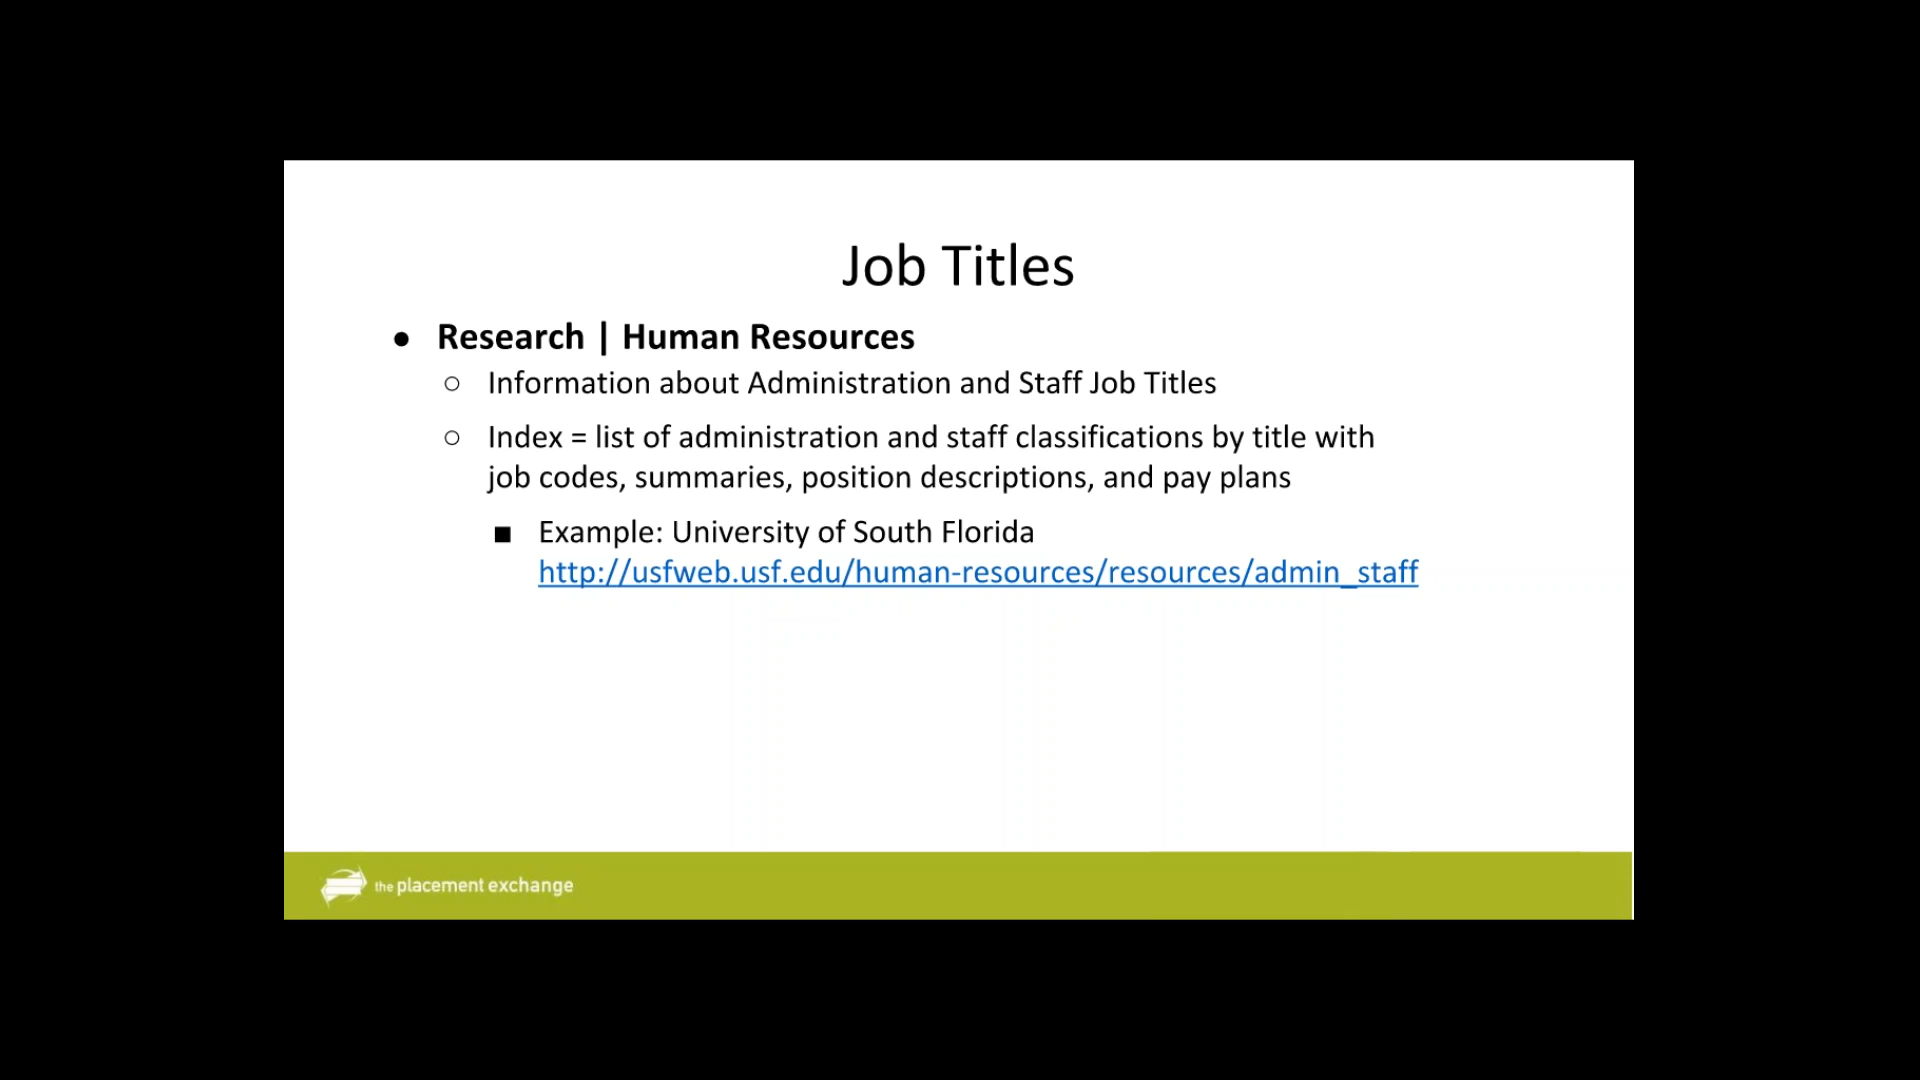 Job Titles
● Research | Human Resources
○ Information about Administration and Staff Job Titles
○ Index = list of administration and staff classifications by title with
job codes, summaries, position descriptions, and pay plans
■ Example: University of South Florida
http://usfweb.usf.edu/human-resources/resources/admin_staff
the placement exchange